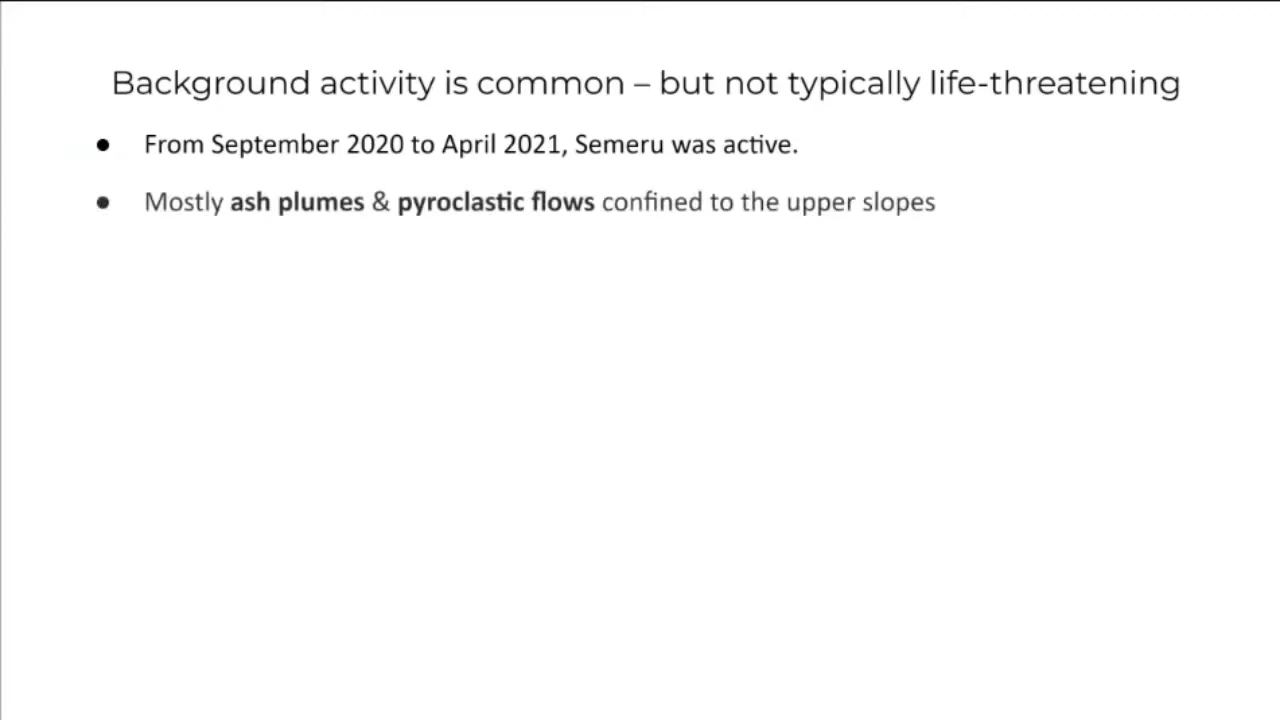 Background activity is common – but not typically life-threatening
● From September 2020 to April 2021, Semeru was active.
● Mostly ash plumes & pyroclastic flows confined to the upper slopes